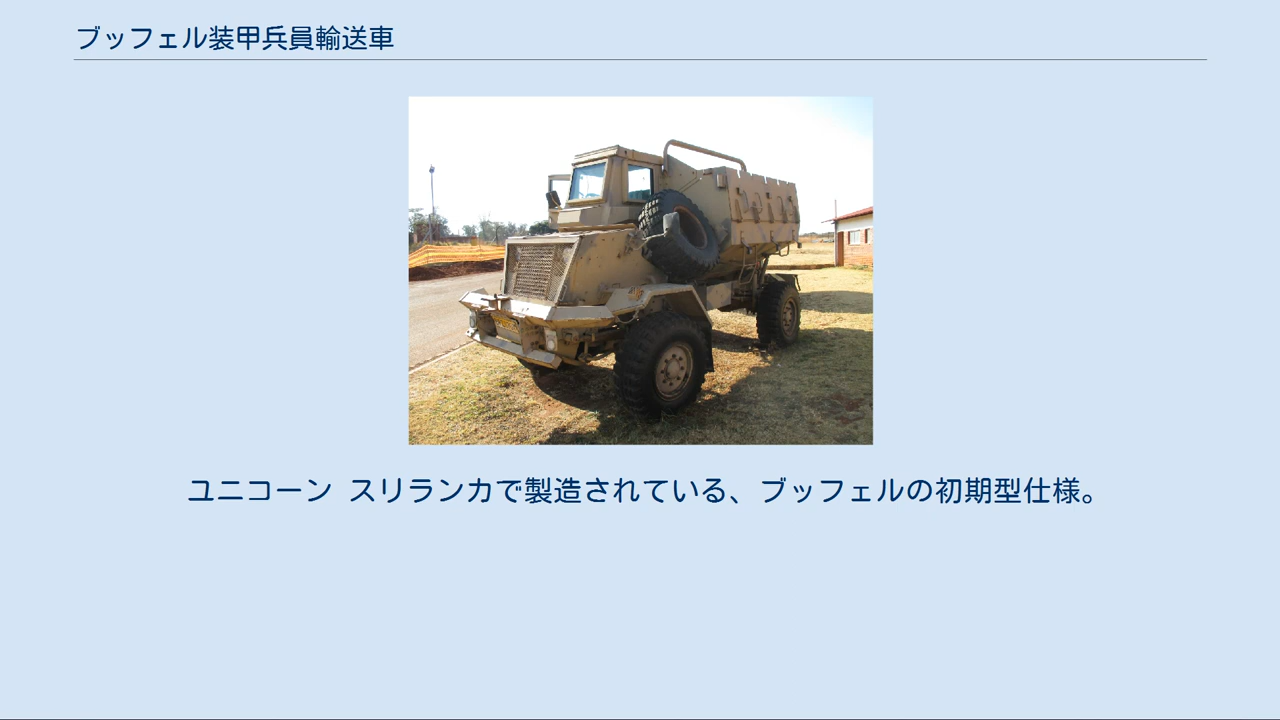 ブッフェル装甲兵員輸送車
ユニコーン スリランカで製造されている、ブッフェルの初期型仕様。